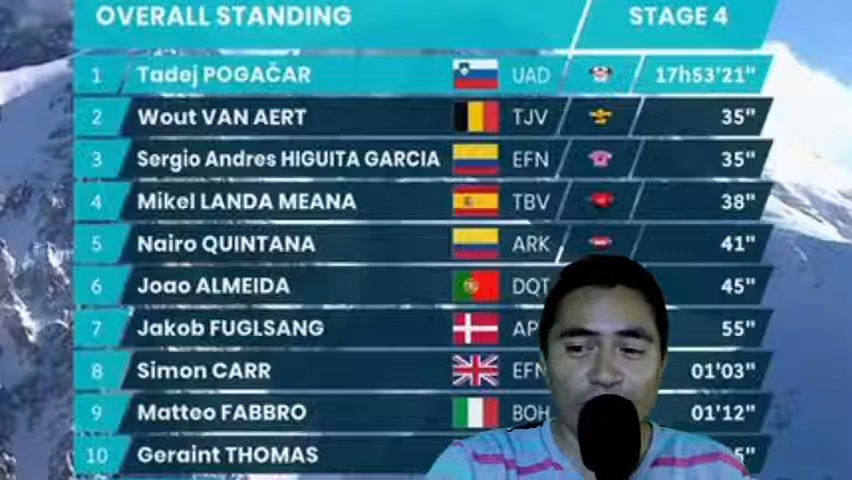 OVERALL STANDING STAGE 4
1 Tadej POGAČAR UAD 17h53'21"
2 Wout VAN AERT TJV 35"
3 Sergio Andres HIGUITA GARCIA EFN 35"
4 Mikel LANDA MEANA TBV 38"
5 Nairo QUINTANA ARK 41"
6 Joao ALMEIDA DQT 45"
7 Jakob FUGLSANG 55"
8 Simon CARR EFN 01'03"
9 Matteo FABBRO BOH 01'12"
10 Geraint THOMAS